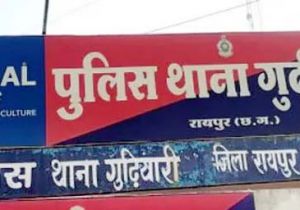 AL
पुलिस थाना गुढ़
CULTURE
रायपुर (छ.ग.)
स थाना गुढ़ियारी जिला रायपुर